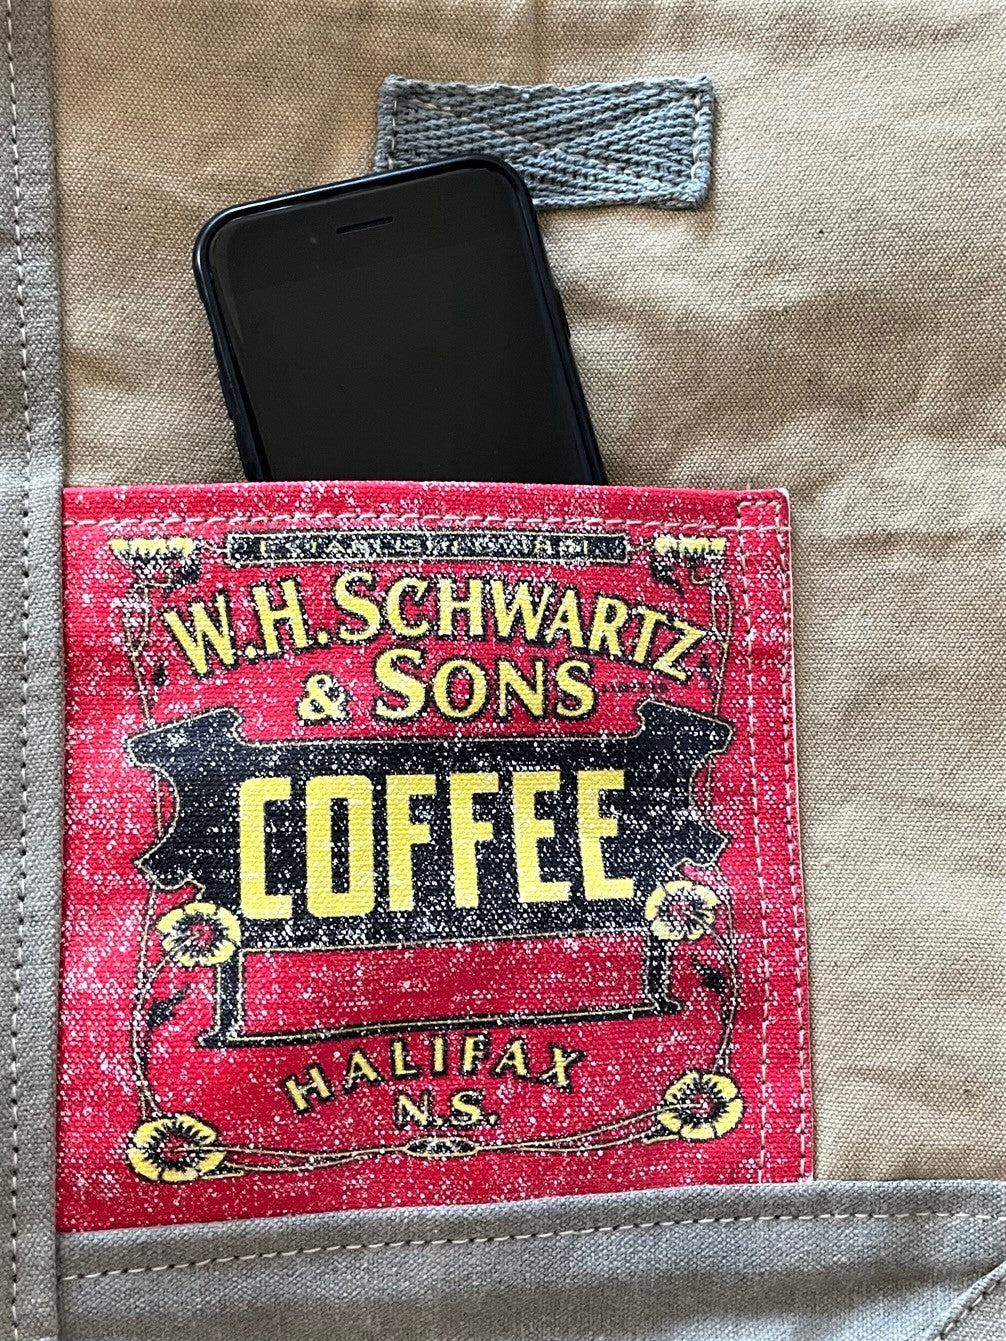 W.H. SCHWARTZ
& SONS
COFFEE
HALIFAX
N.S.